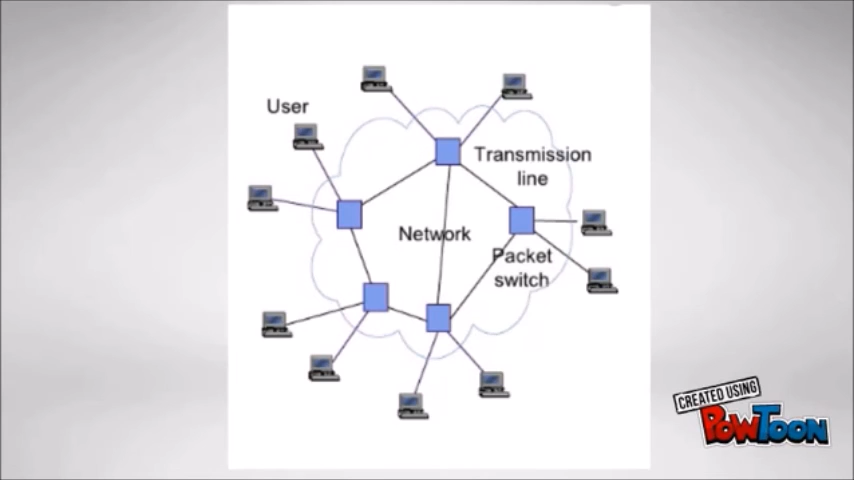 User
Transmission
line
Network
Packet
switch
CREATED USING
POWTOON